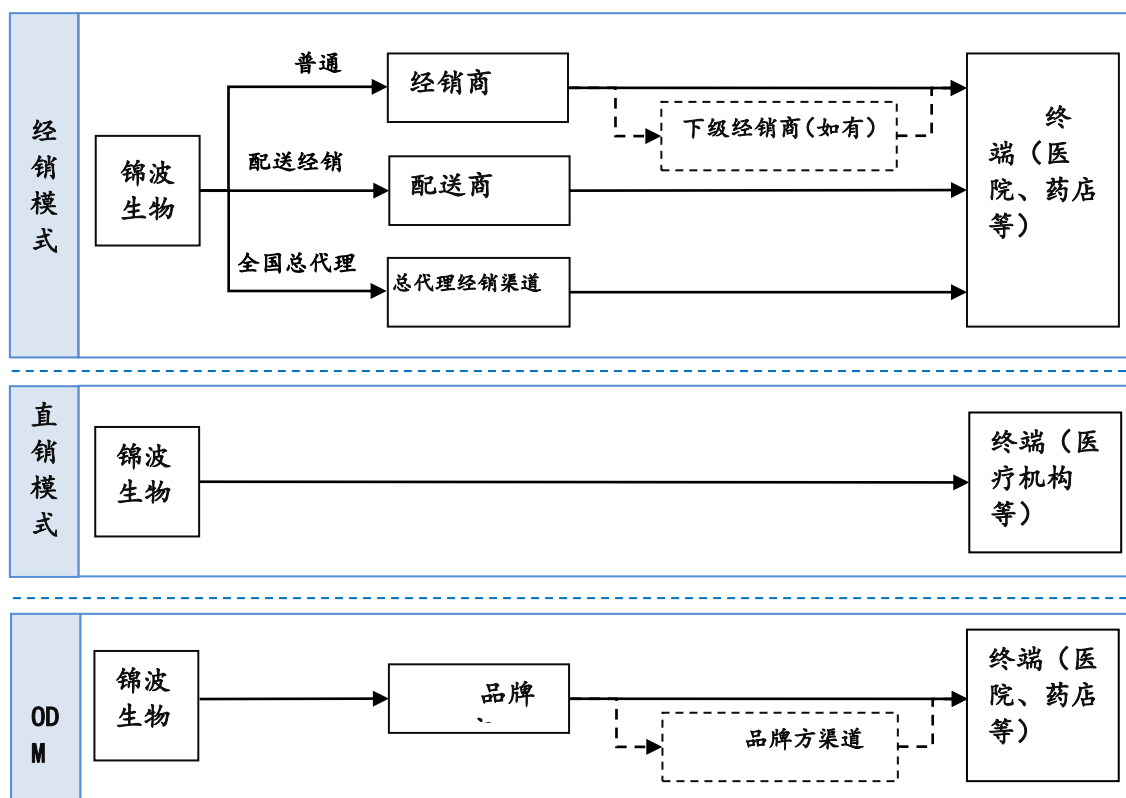 经
销
模
式
普通
配送经销
全国总代理
锦波
生物
经销商
下级经销商(如有)
配送商
总代理经销渠道
终
端（医
院、药店
等）
直
销
模
式
锦波
生物
终端（医
疗机构
等）
OD
M
锦波
生物
品牌
品牌方渠道
终端（医
院、药店
等）